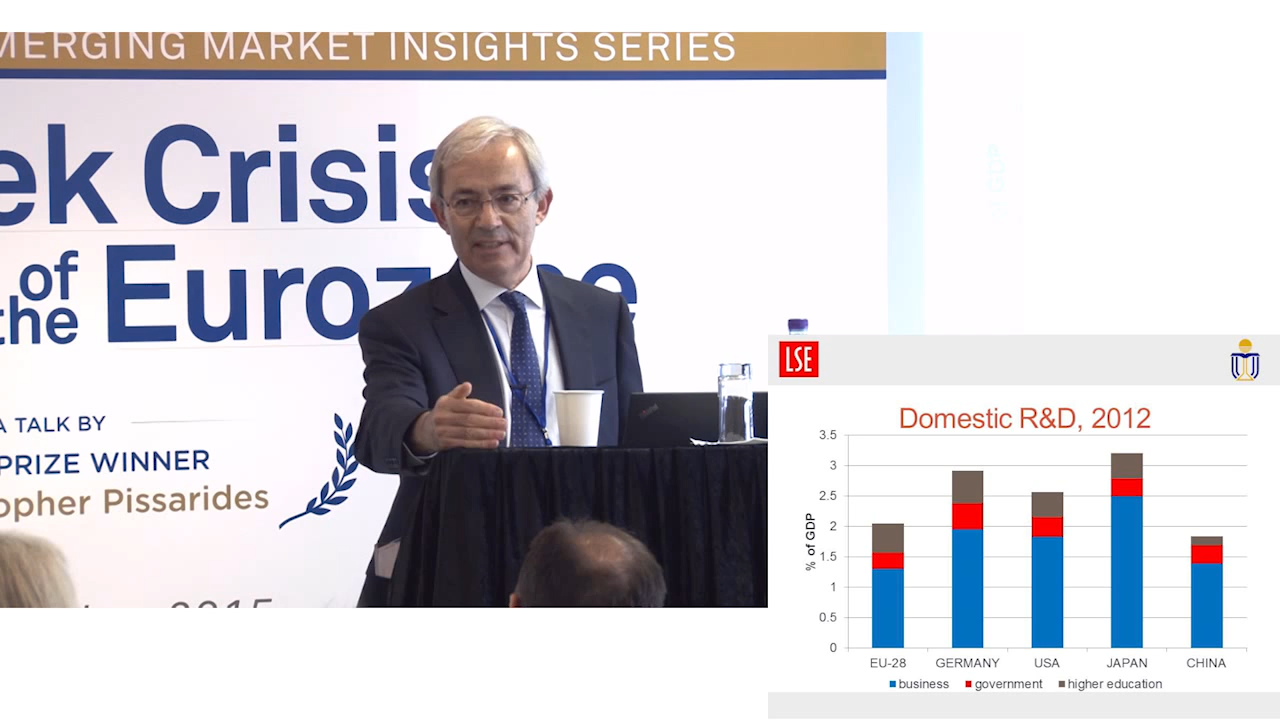 MERGING MARKET INSIGHTS SERIES
ek Crisis
of
the
Euroz ne
A TALK BY
PRIZE WINNER
opher Pissarides
2015
LSE
Domestic R&D, 2012
% of GDP
3.5
3
2.5
2
1.5
1
0.5
0
EU-28 GERMANY USA JAPAN CHINA
business government higher education